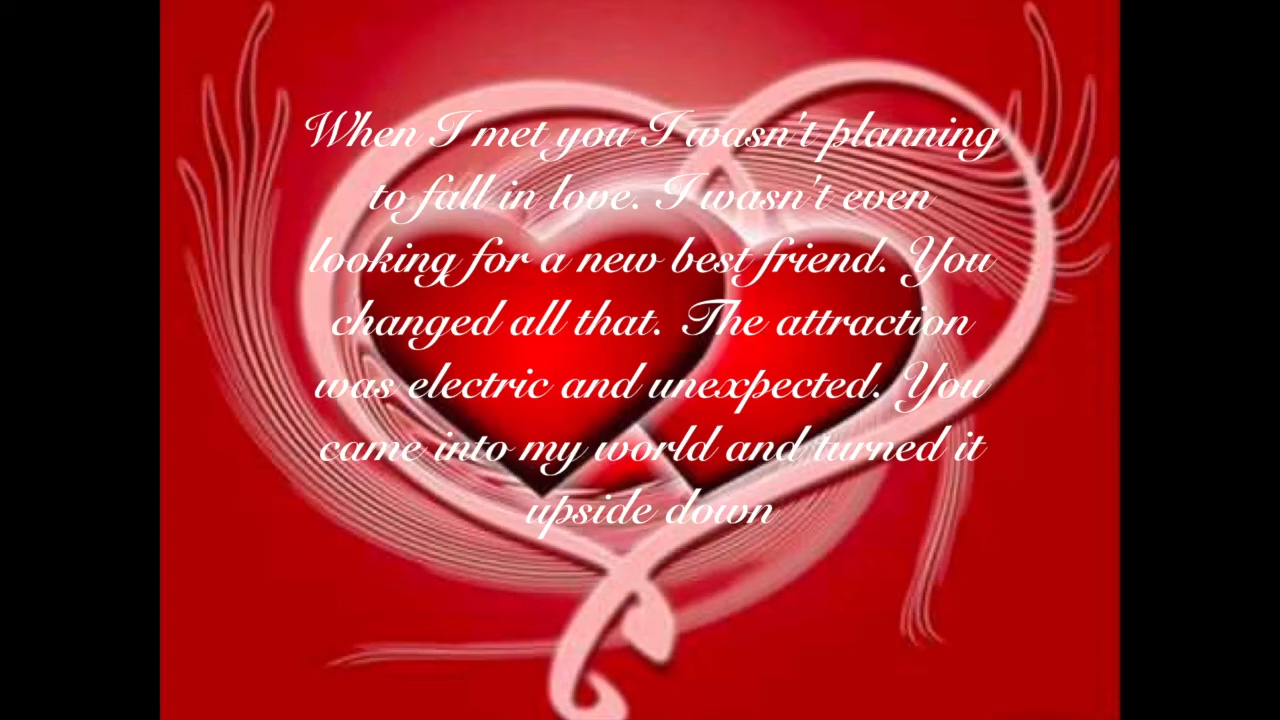 When I met you I wasn't planning
to fall in love. I wasn't even
looking for a new best friend. You
changed all that. The attraction
was electric and unexpected. You
came into my world and turned it
upside down